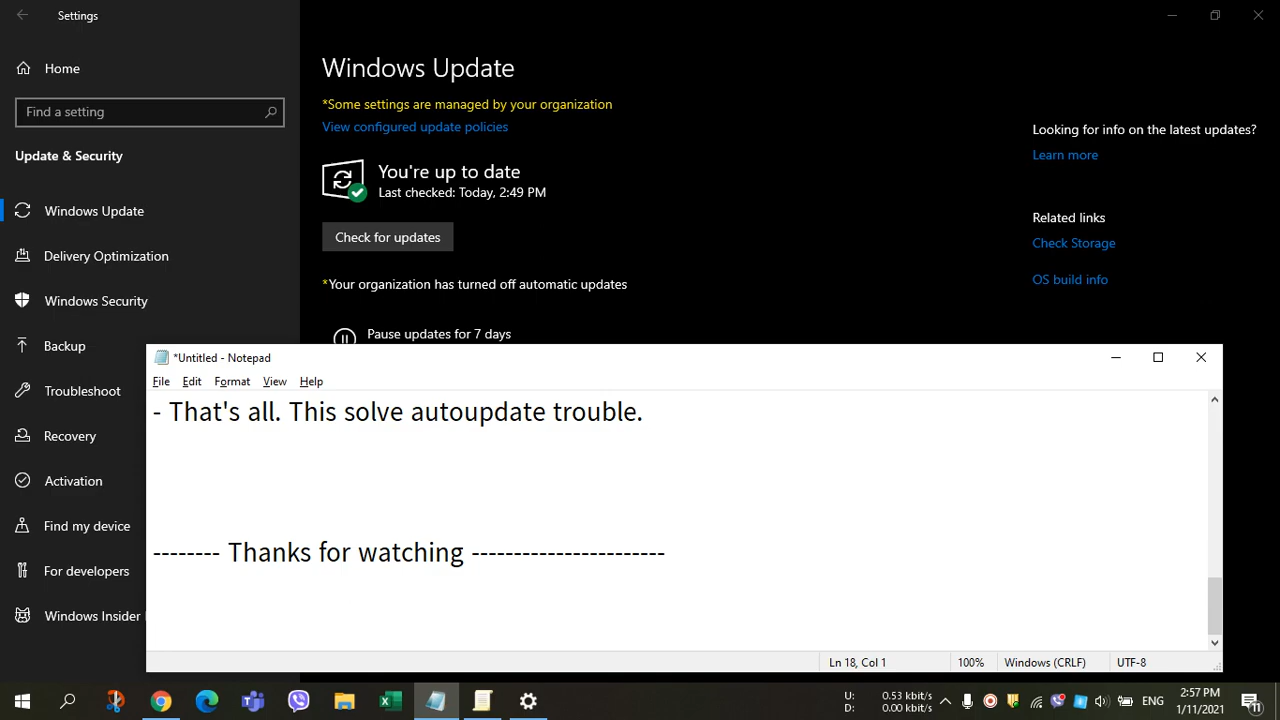 Settings
Home
Find a setting
Update & Security
Windows Update
Delivery Optimization
Windows Security
Backup
Troubleshoot
Recovery
Activation
Find my device
For developers
Windows Insider
Windows Update
*Some settings are managed by your organization
View configured update policies
You're up to date
Last checked: Today, 2:49 PM
Check for updates
*Your organization has turned off automatic updates
Pause updates for 7 days
Looking for info on the latest updates?
Learn more
Related links
Check Storage
OS build info
*Untitled - Notepad
File Edit Format View Help
- That's all. This solve autoupdate trouble.
-------- Thanks for watching -----------------------
Ln 18, Col 1 100% Windows (CRLF) UTF-8
U: 0.53 kbit/s
D: 0.00 kbit/s
ENG
2:57 PM
1/11/2021
11